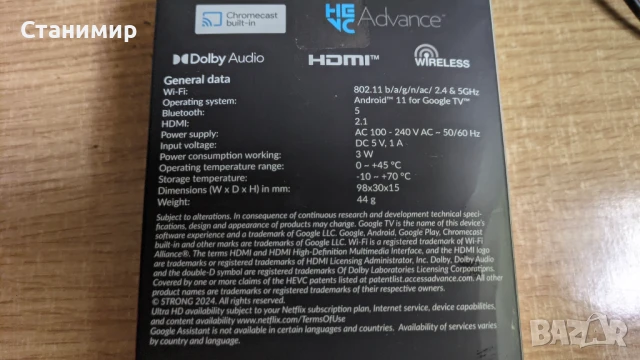 Станимир
Chromecast
built-in
HEVC Advance™
Dolby Audio
HDMI™
WIRELESS
General data
Wi-Fi: 802.11 b/a/g/n/ac/ 2.4 & 5GHz
Operating system: Android™ 11 for Google TV™
Bluetooth: 5
HDMI: 2.1
Power supply: AC 100 - 240 V AC ~ 50/60 Hz
Input voltage: DC 5 V, 1 A
Power consumption working: 3 W
Operating temperature range: 0 ~ +45 °C
Storage temperature: -10 ~ +70 °C
Dimensions (W x D x H) in mm: 98x30x15
Weight: 44 g
Subject to alterations. In consequence of continuous research and development technical speci-
fications, design and appearance of products may change. Google TV is the name of this device's
software experience and a trademark of Google LLC. Google, Android, Google Play, Chromecast
built-in and other marks are trademarks of Google LLC. Wi-Fi is a registered trademark of Wi-Fi
Alliance®. The terms HDMI and HDMI High-Definition Multimedia Interface, and the HDMI logo
are trademarks or registered trademarks of HDMI Licensing Administrator, Inc. Dolby, Dolby Audio
and the double-D symbol are registered trademarks Of Dolby Laboratories Licensing Corporation.
Covered by one or more claims of the HEVC patents listed at patentlist.accessadvance.com. All other
product names are trademarks or registered trademarks of their respective owners.
© STRONG 2024. All rights reserved.
Ultra HD availability subject to your Netflix subscription plan, Internet service, device capabilities,
and content availability www.netflix.com/TermsOfUse
Google Assistant is not available in certain languages and countries. Availability of services varies
by country and language.
BAZAR
bg